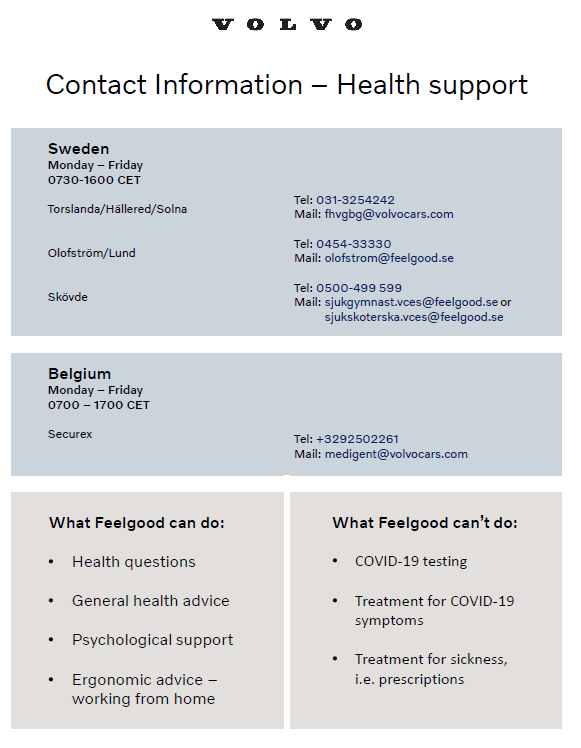 VOLVO
Contact Information – Health support
Sweden
Monday – Friday
0730-1600 CET
Torslanda/Hällered/Solna
Tel: 031-3254242
Mail: fhvgbg@volvocars.com
Olofström/Lund
Tel: 0454-33330
Mail: olofstrom@feelgood.se
Skövde
Tel: 0500-499 599
Mail: sjukgymnast.vces@feelgood.se or
sjukskoterska.vces@feelgood.se
Belgium
Monday – Friday
0700 – 1700 CET
Securex
Tel: +3292502261
Mail: medigent@volvocars.com
What Feelgood can do:
• Health questions
• General health advice
• Psychological support
• Ergonomic advice –
working from home
What Feelgood can’t do:
• COVID-19 testing
• Treatment for COVID-19
symptoms
• Treatment for sickness,
i.e. prescriptions